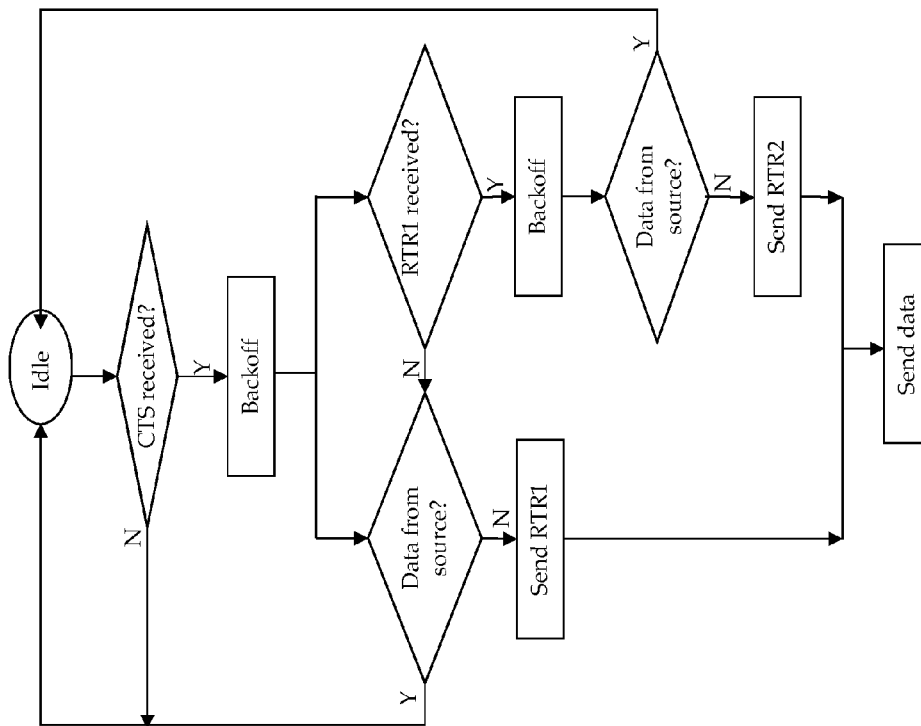 Idle
CTS received?
N
Y
Backoff
Data from
source?
Y
N
Send RTR1
RTR1 received?
N
Y
Backoff
Data from
source?
Y
N
Send RTR2
Send data